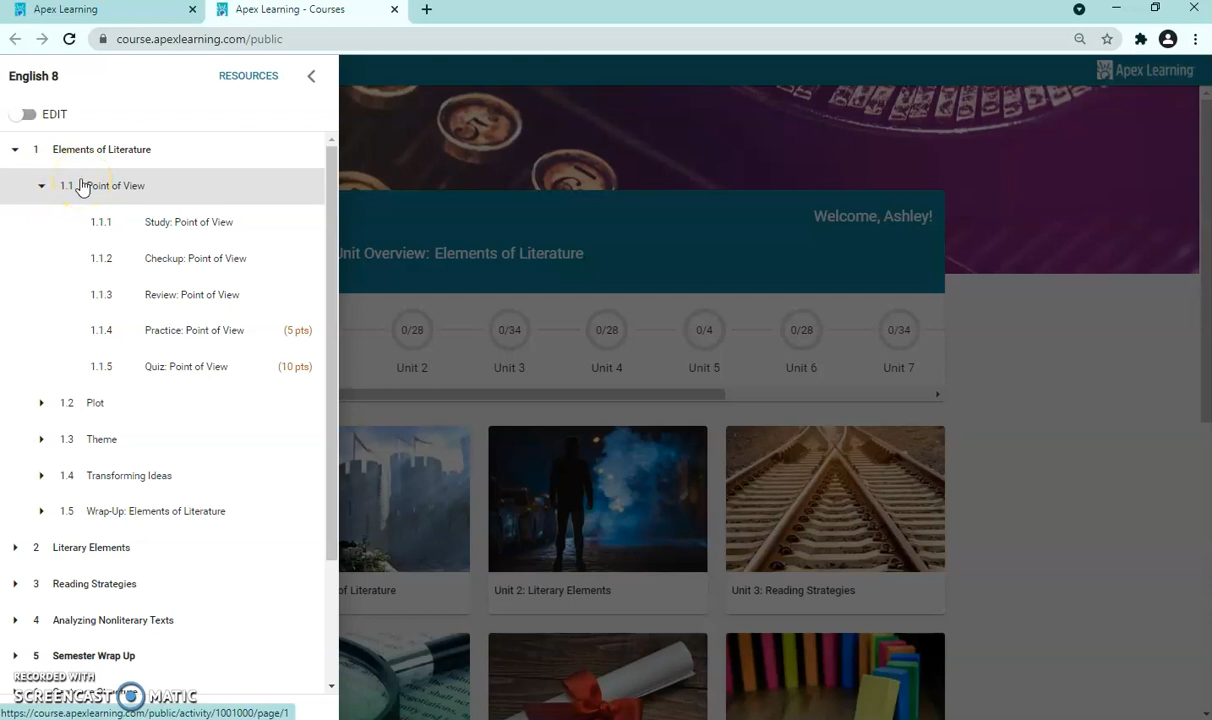 Apex Learning
Apex Learning - Courses
course.apexlearning.com/public
English 8
RESOURCES
EDIT
1 Elements of Literature
1.1 Point of View
1.1.1 Study: Point of View
1.1.2 Checkup: Point of View
1.1.3 Review: Point of View
1.1.4 Practice: Point of View (5 pts)
1.1.5 Quiz: Point of View (10 pts)
1.2 Plot
1.3 Theme
1.4 Transforming Ideas
1.5 Wrap-Up: Elements of Literature
2 Literary Elements
3 Reading Strategies
4 Analyzing Nonliterary Texts
5 Semester Wrap Up
RECORDED WITH
SCREENCAST MATIC
https://course.apexlearning.com/public/activity/1001000/page/1
Apex Learning
Welcome, Ashley!
Unit Overview: Elements of Literature
0/28 0/34 0/28 0/4 0/28 0/34
Unit 2 Unit 3 Unit 4 Unit 5 Unit 6 Unit 7
of Literature
Unit 2: Literary Elements
Unit 3: Reading Strategies